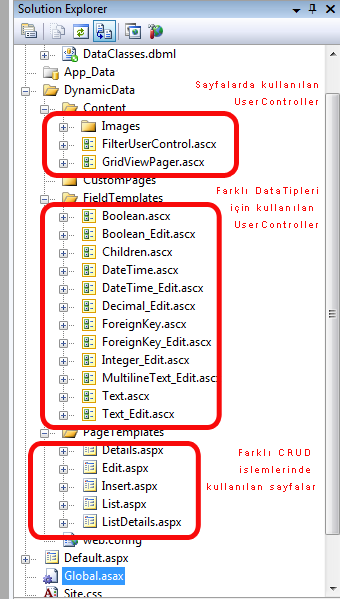 Solution Explorer
DataClasses.dbml
App_Data
Sayfalarda kullanılan
UserController
DynamicData
Content
Images
FilterUserControl.ascx
GridViewPager.ascx
CustomPages
Farklı DataTipleri
için kullanılan
UserController
FieldTemplates
Boolean.ascx
Boolean_Edit.ascx
Children.ascx
DateTime.ascx
DateTime_Edit.ascx
Decimal_Edit.ascx
ForeignKey.ascx
ForeignKey_Edit.ascx
Integer_Edit.ascx
MultilineText_Edit.ascx
Text.ascx
Text_Edit.ascx
PageTemplates
Details.aspx
Edit.aspx
Insert.aspx
List.aspx
ListDetails.aspx
Farklı CRUD
islemlerinde
kullanılan sayfalar
web.config
Default.aspx
Global.asax
Site.css